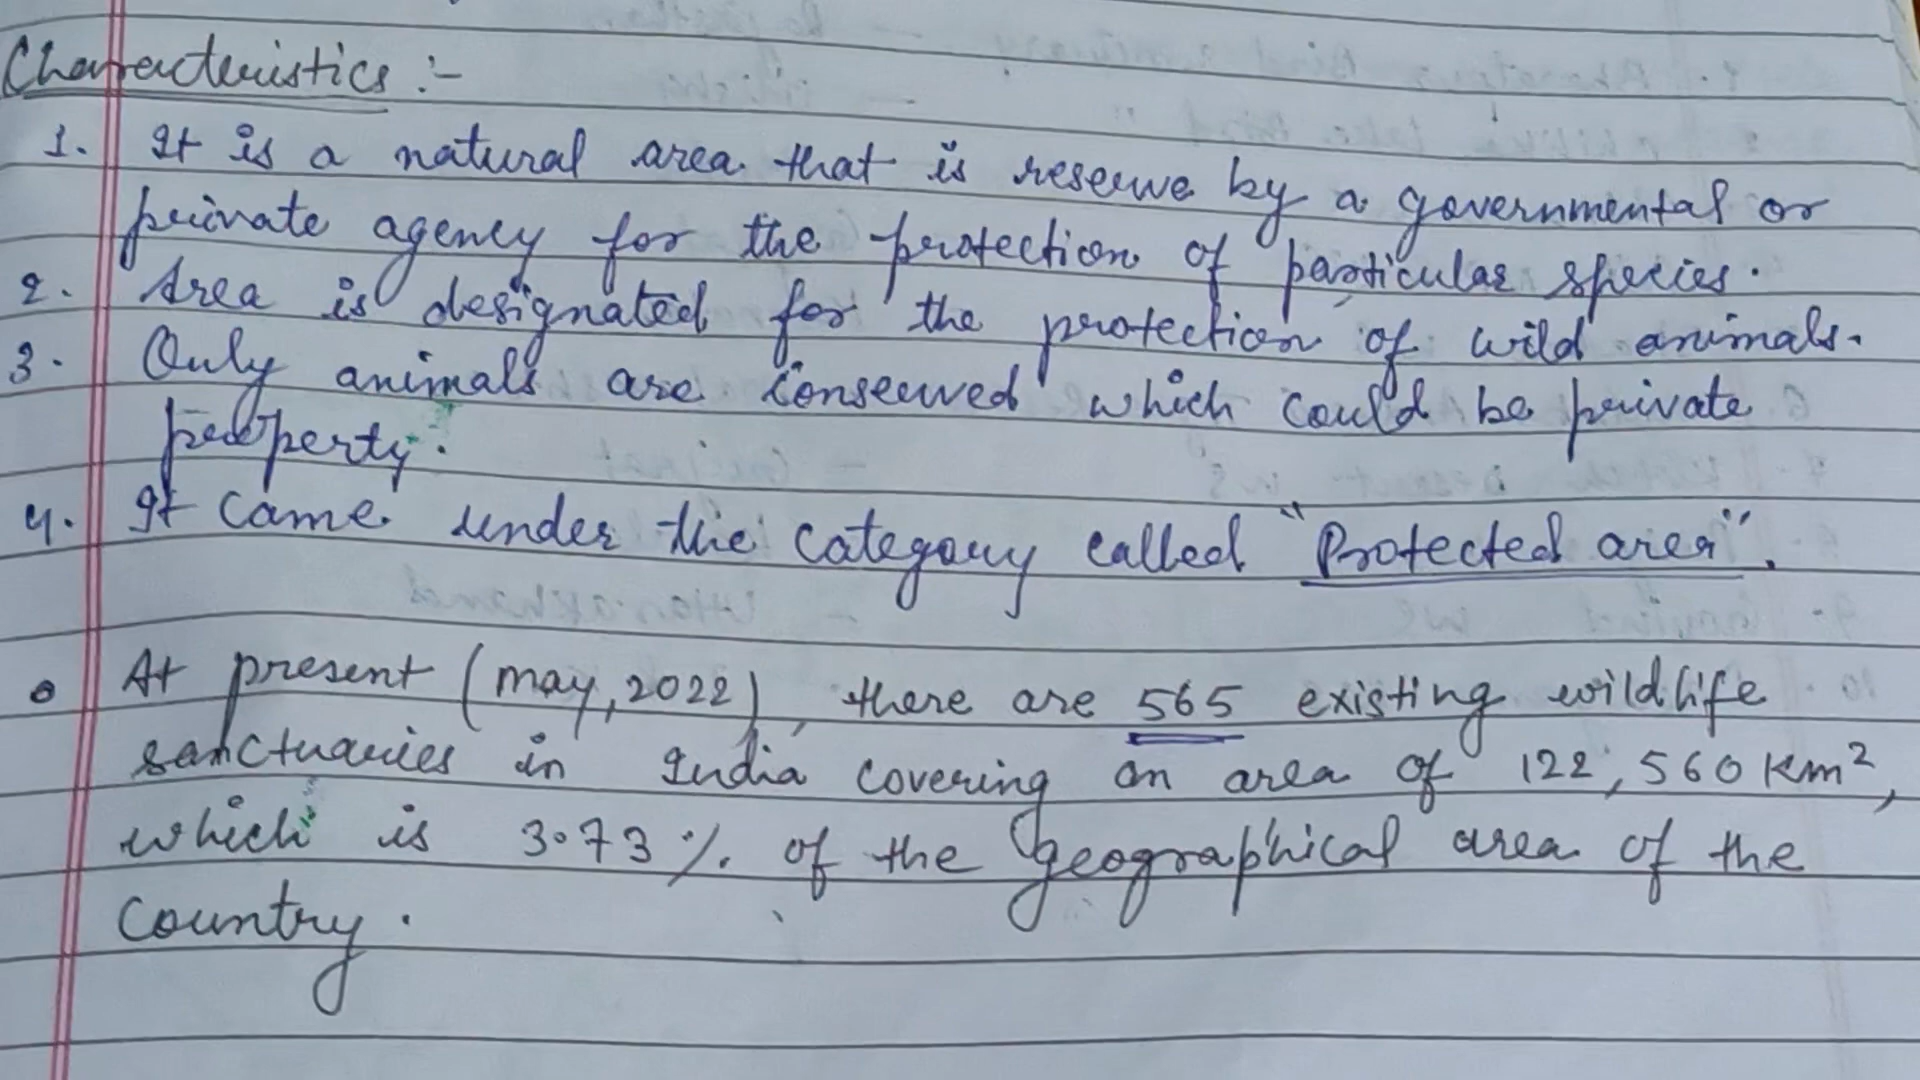 Characteristics :-
1. It is a natural area that is reserve by a governmental or
private agency for the protection of particular species.
2. Area is designated for the protection of wild animals.
3. Only animals are conserved which could be private
property.
4. It came under the category called "Protected area".
At present (may, 2022), there are 565 existing wildlife
sanctuaries in India covering an area of 122,560 Km²,
which is 3.73% of the geographical area of the
Country.